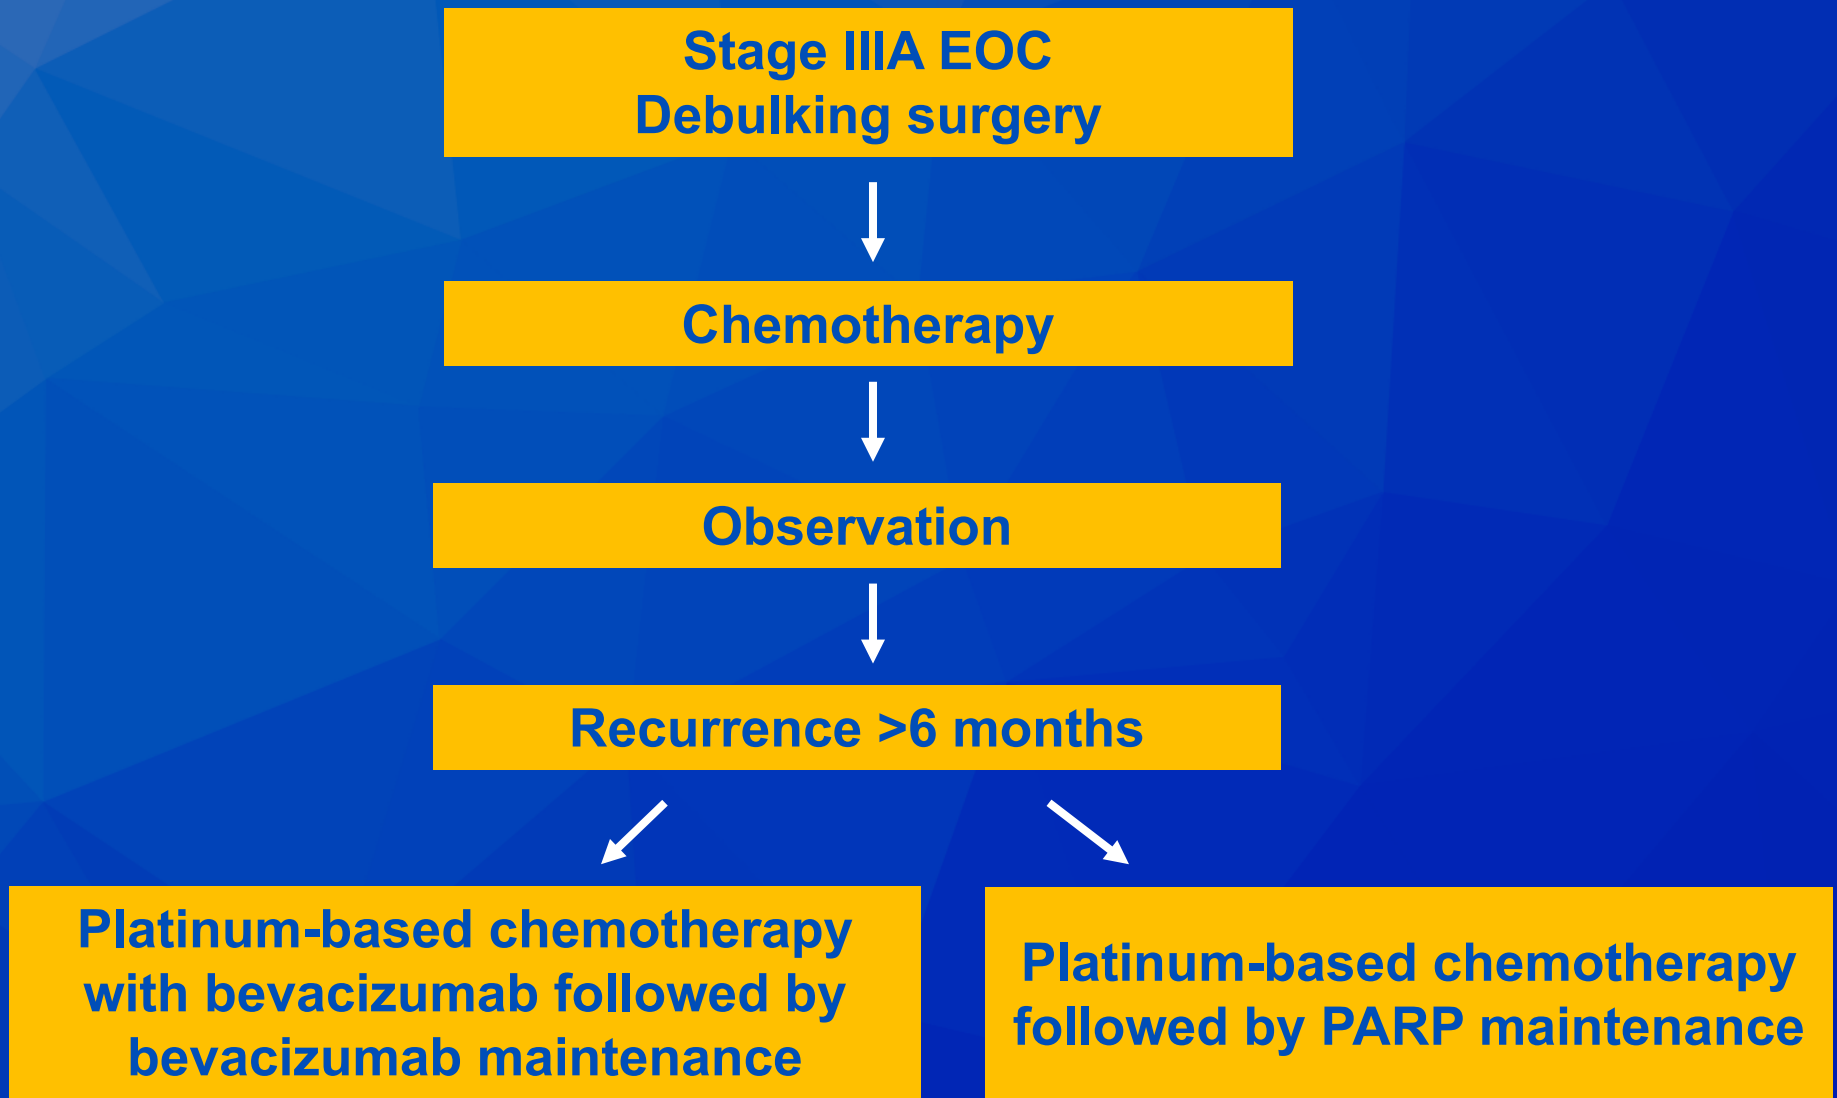 Stage IIIA EOC
Debulking surgery
Chemotherapy
Observation
Recurrence >6 months
Platinum-based chemotherapy
with bevacizumab followed by
bevacizumab maintenance
Platinum-based chemotherapy
followed by PARP maintenance